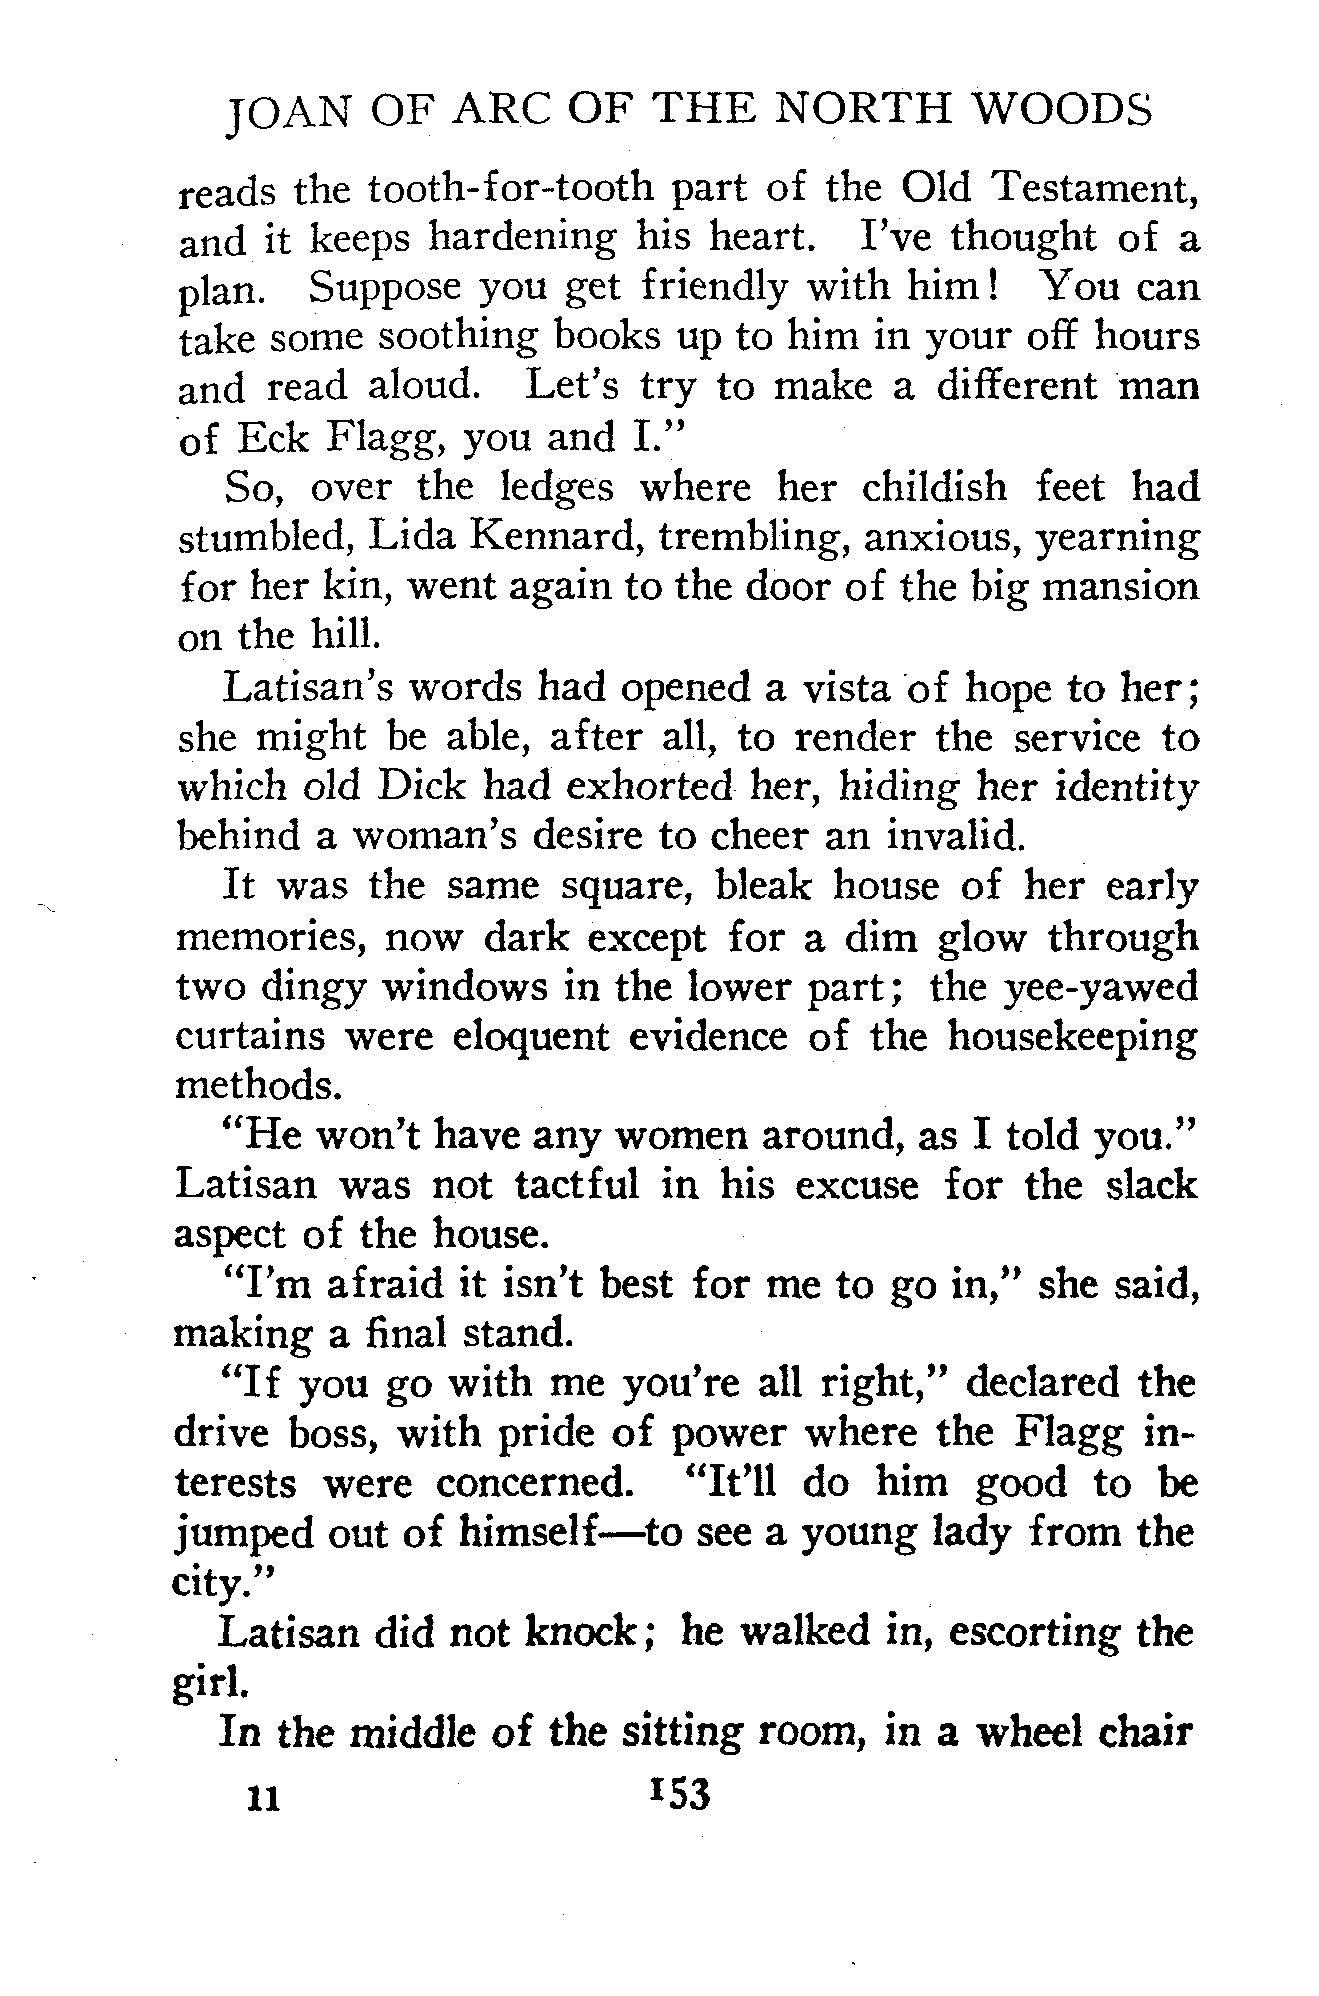 JOAN OF ARC OF THE NORTH WOODS
reads the tooth-for-tooth part of the Old Testament,
and it keeps hardening his heart. I've thought of a
plan. Suppose you get friendly with him! You can
take some soothing books up to him in your off hours
and read aloud. Let's try to make a different man
of Eck Flagg, you and I."
So, over the ledges where her childish feet had
stumbled, Lida Kennard, trembling, anxious, yearning
for her kin, went again to the door of the big mansion
on the hill.
Latisan's words had opened a vista of hope to her;
she might be able, after all, to render the service to
which old Dick had exhorted her, hiding her identity
behind a woman's desire to cheer an invalid.
It was the same square, bleak house of her early
memories, now dark except for a dim glow through
two dingy windows in the lower part; the yee-yawed
curtains were eloquent evidence of the housekeeping
methods.
"He won't have any women around, as I told you."
Latisan was not tactful in his excuse for the slack
aspect of the house.
"I'm afraid it isn't best for me to go in," she said,
making a final stand.
"If you go with me you're all right," declared the
drive boss, with pride of power where the Flagg in-
terests were concerned. "It'll do him good to be
jumped out of himself—to see a young lady from the
city."
Latisan did not knock; he walked in, escorting the
girl.
In the middle of the sitting room, in a wheel chair
11 153